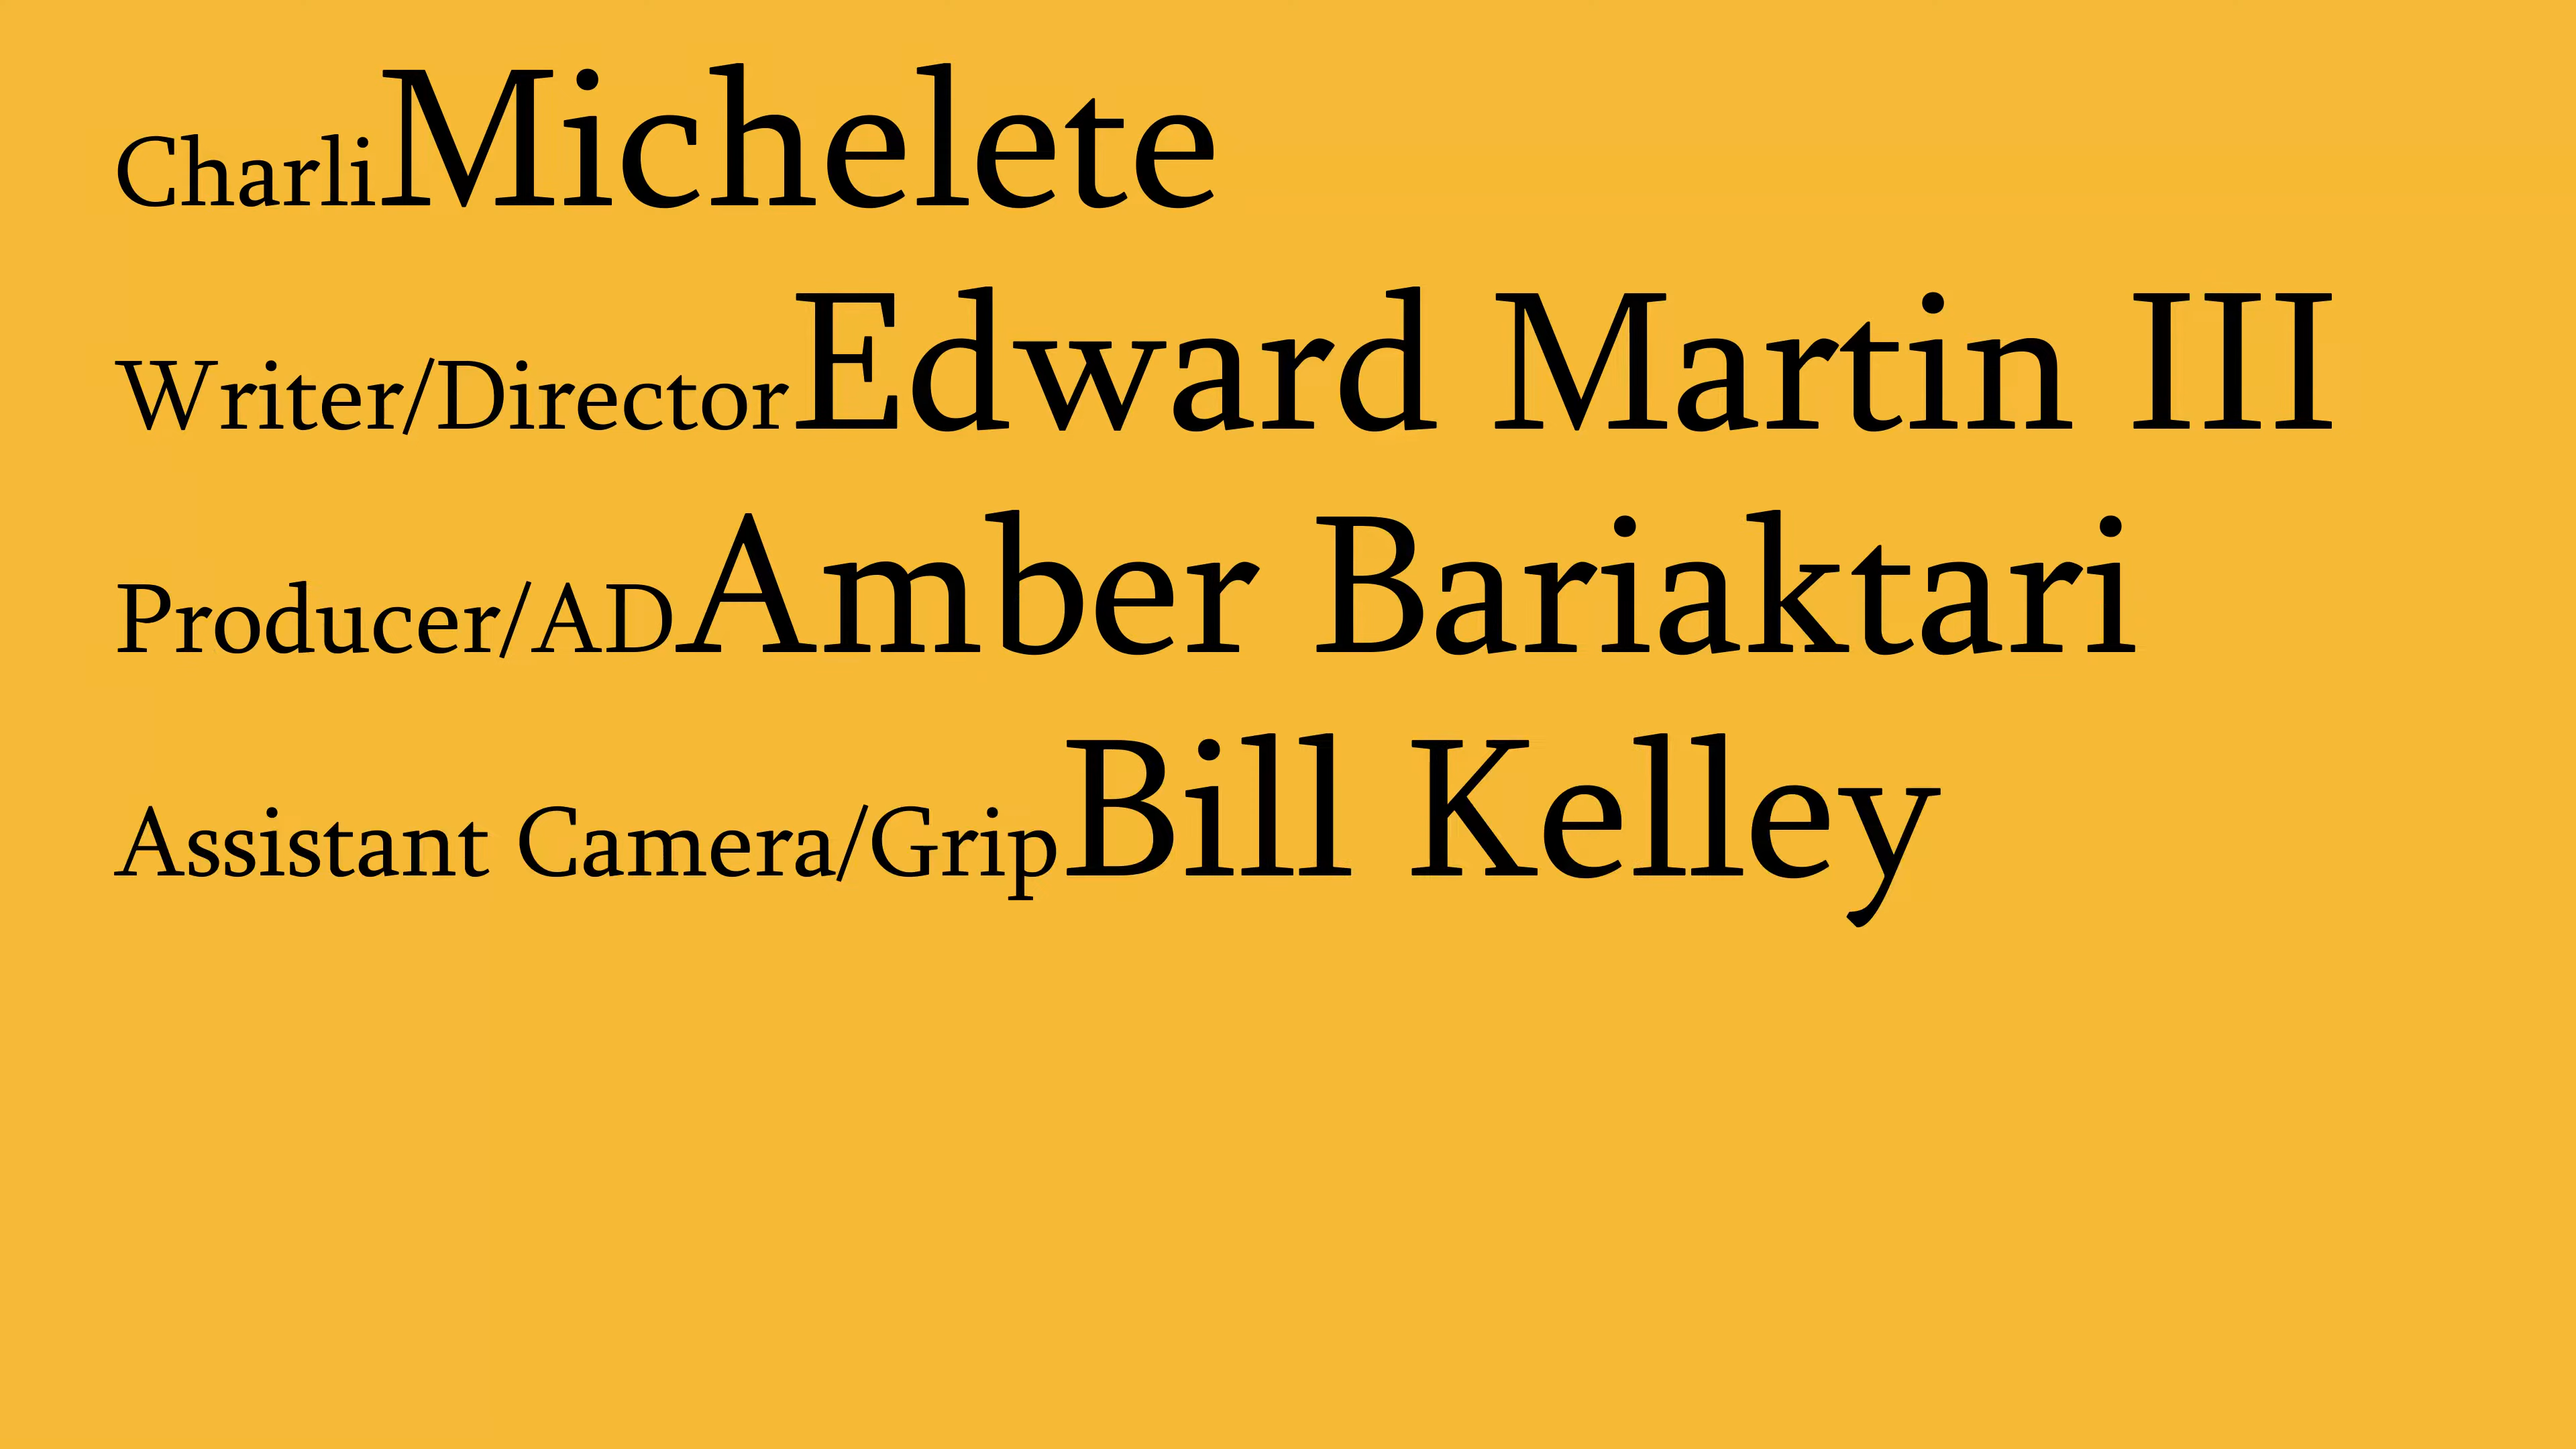 CharliMichelete
Writer/DirectorEdward Martin III
Producer/ADAmber Bariaktari
Assistant Camera/GripBill Kelley